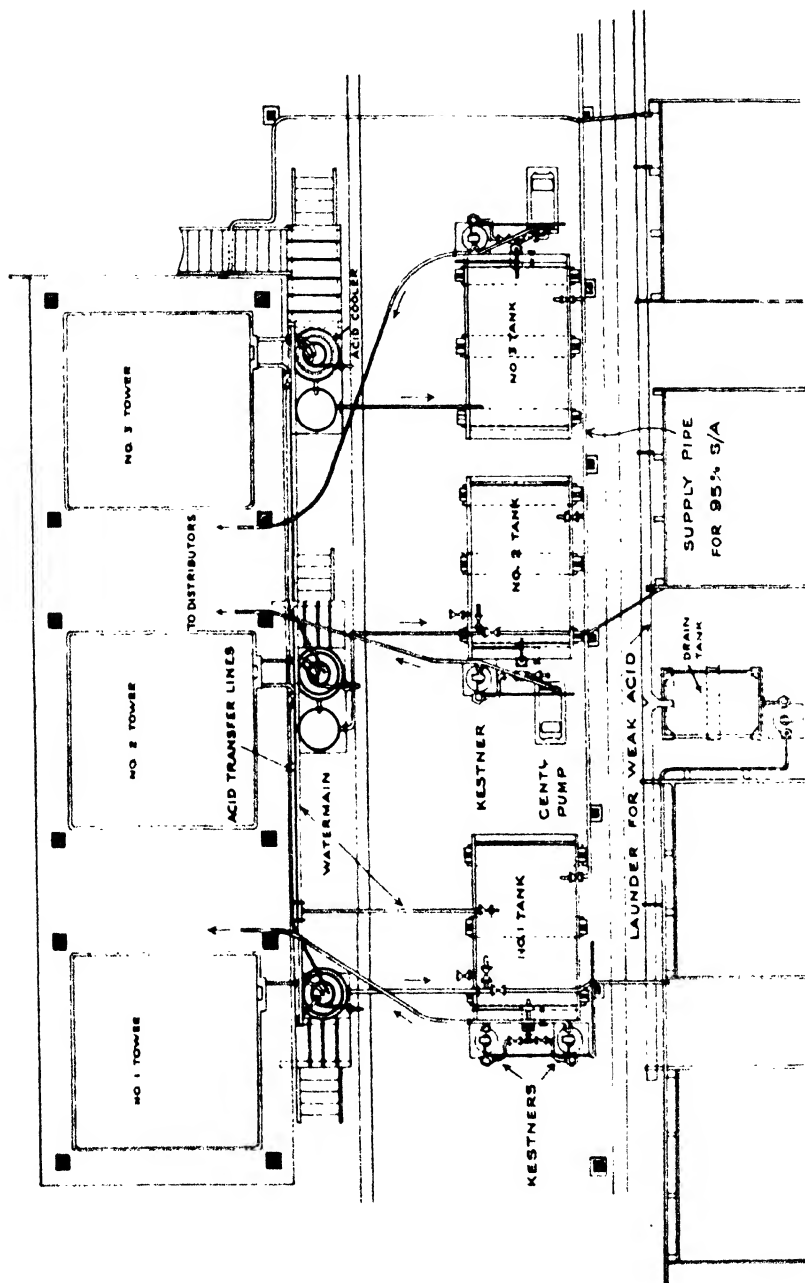 NO. 3 TOWER
ACID COOLER
NO 3 TANK
TO DISTRIBUTORS
NO. 2 TOWER
ACID TRANSFER LINES
WATERMAIN
NO. 2 TANK
KESTNER
CENTL
PUMP
SUPPLY PIPE
FOR 95% S/A
LAUNDER FOR WEAK ACID
DRAIN
TANK
NO 1 TOWER
NO. 1 TANK
KESTNERS